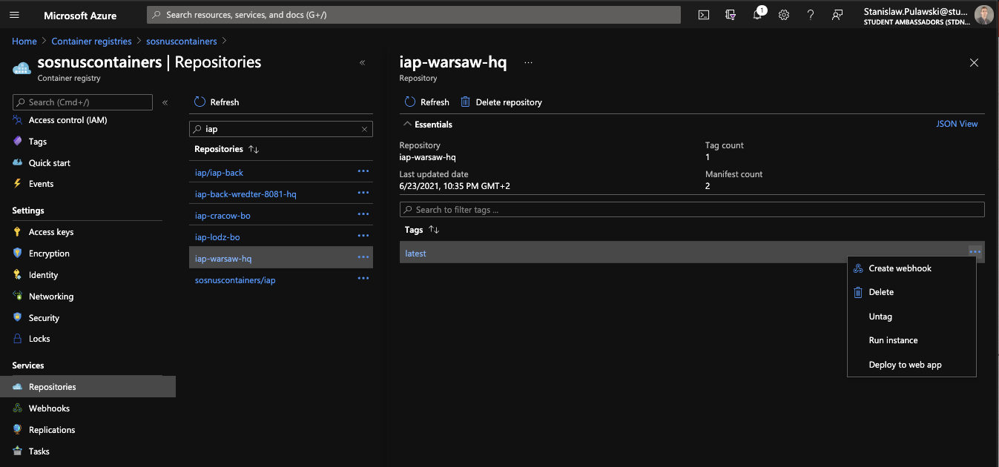 Microsoft Azure
Search resources, services, and docs (G+/)
1
Stanislaw.Pulawski@stu...
STUDENT AMBASSADORS (STDN...
Home > Container registries > sosnuscontainers >
sosnuscontainers | Repositories
Container registry
Search (Cmd+/)
Access control (IAM)
Tags
Quick start
Events
Settings
Access keys
Encryption
Identity
Networking
Security
Locks
Services
Repositories
Webhooks
Replications
Tasks
Refresh
iap
Repositories
iap/iap-back
iap-back-wredter-8081-hq
iap-cracow-bo
iap-lodz-bo
iap-warsaw-hq
sosnuscontainers/iap
iap-warsaw-hq ...
Repository
Refresh Delete repository
Essentials JSON View
Repository Tag count
iap-warsaw-hq 1
Last updated date Manifest count
6/23/2021, 10:35 PM GMT+2 2
Search to filter tags ...
Tags
latest
Create webhook
Delete
Untag
Run instance
Deploy to web app